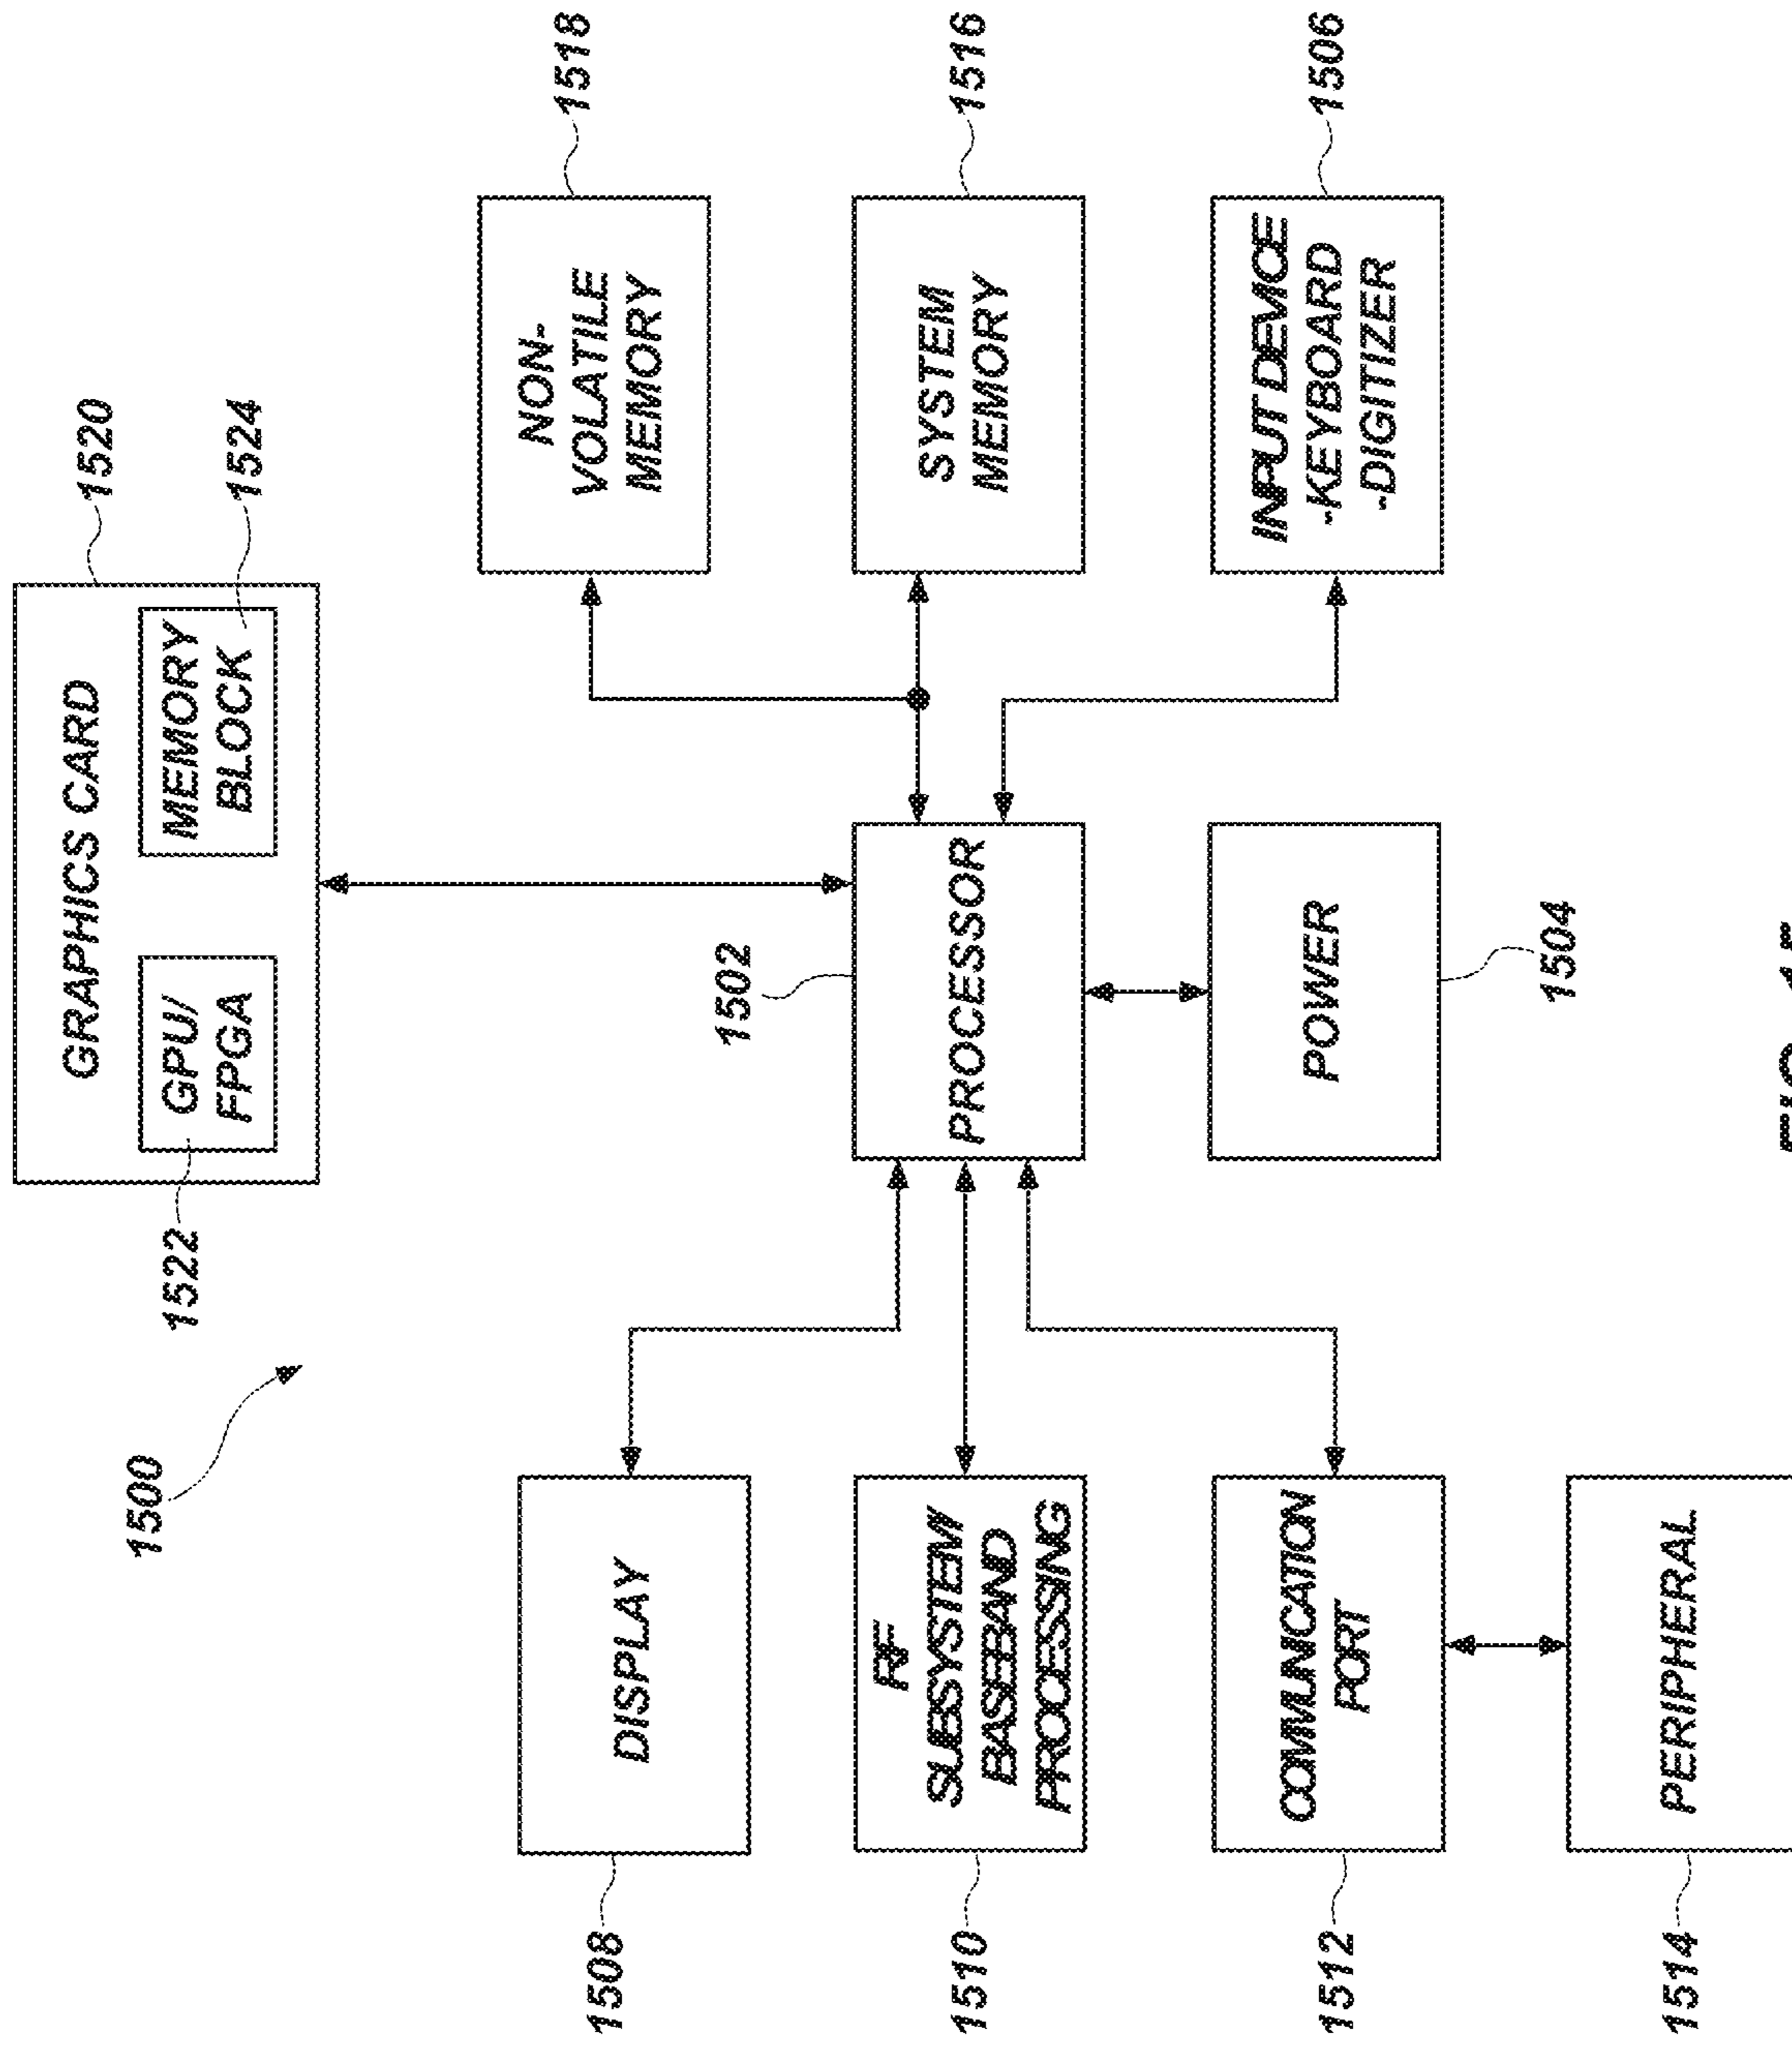 1500
GRAPHICS CARD
1520
GPU/
FPGA
1522
MEMORY
BLOCK
1524
1508
DISPLAY
NON-
VOLATILE
MEMORY
1518
1502
1510
RF
SUBSYSTEM/
BASEBAND
PROCESSING
PROCESSOR
SYSTEM
MEMORY
1516
1512
COMMUNICATION
PORT
POWER
1504
INPUT DEVICE
-KEYBOARD
-DIGITIZER
1506
1514
PERIPHERAL